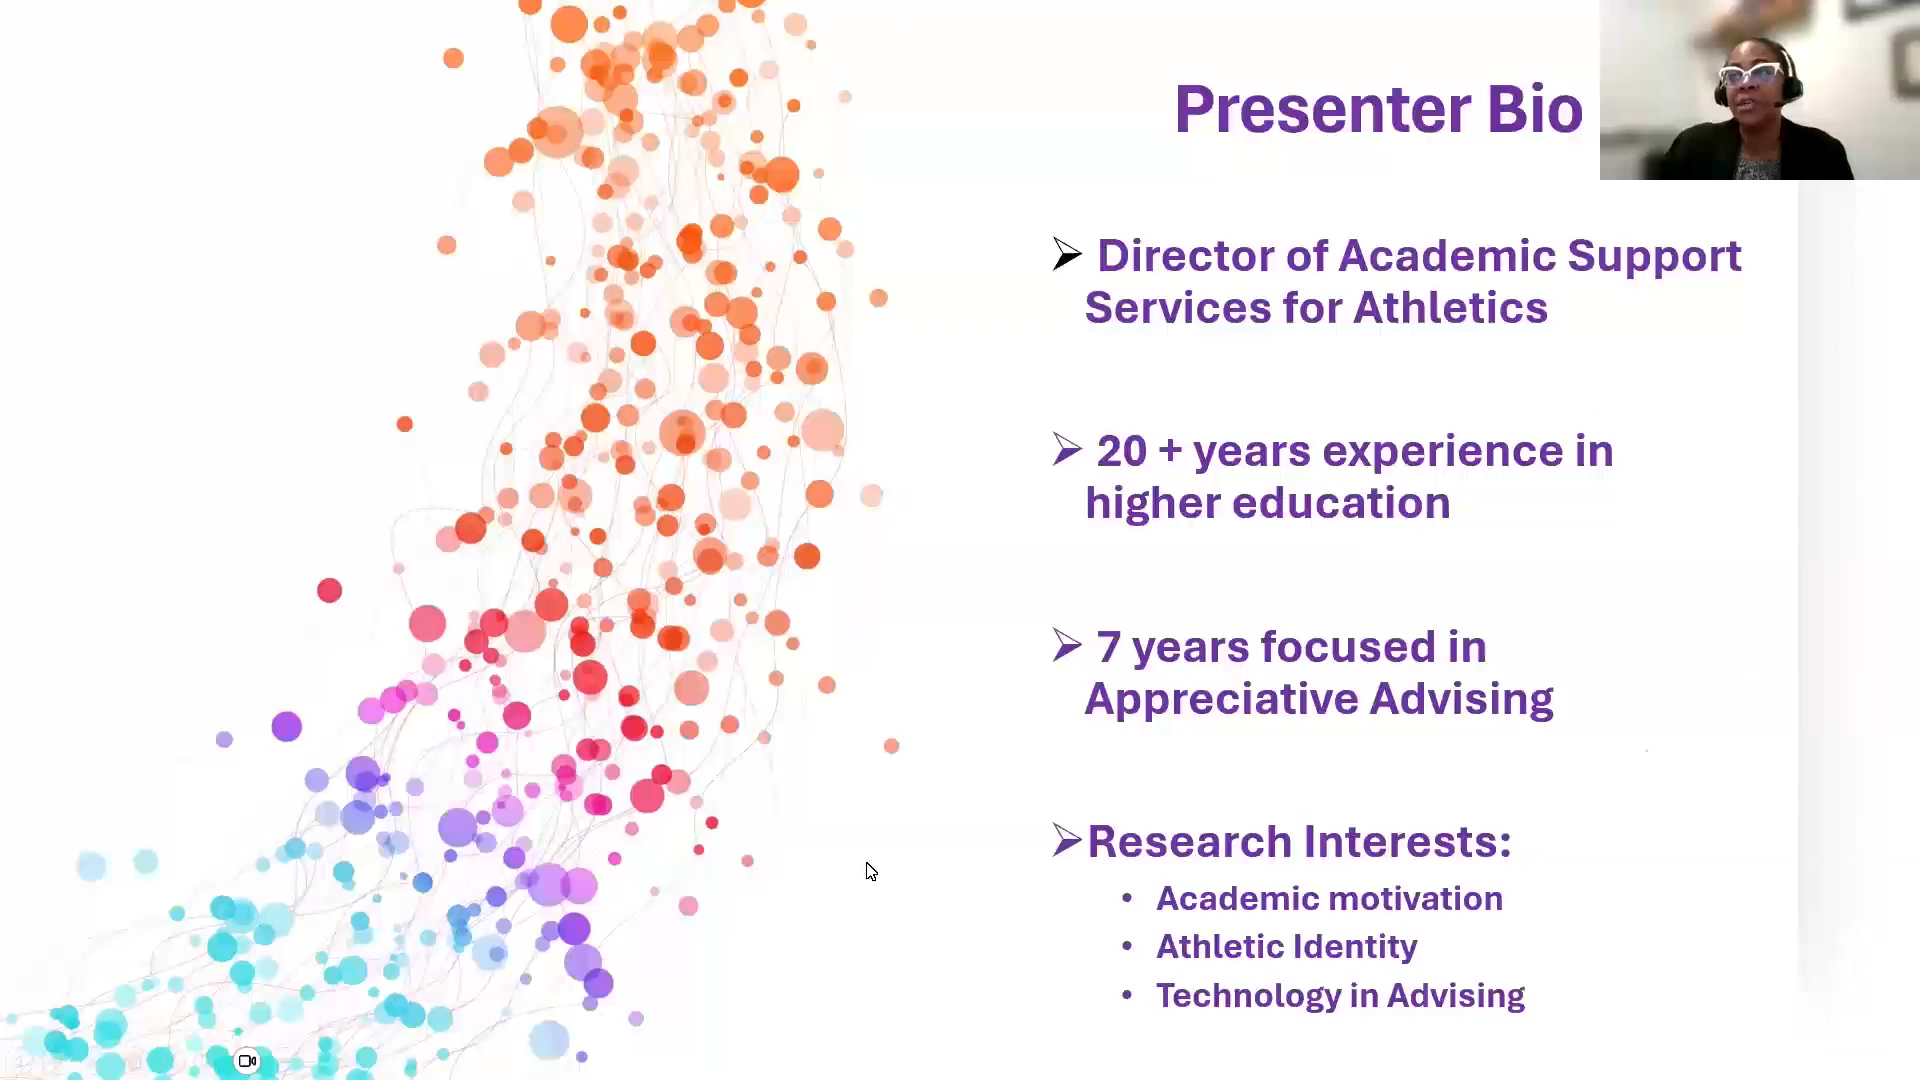 Presenter Bio
➢ Director of Academic Support
Services for Athletics
➢ 20 + years experience in
higher education
➢ 7 years focused in
Appreciative Advising
➢Research Interests:
• Academic motivation
• Athletic Identity
• Technology in Advising